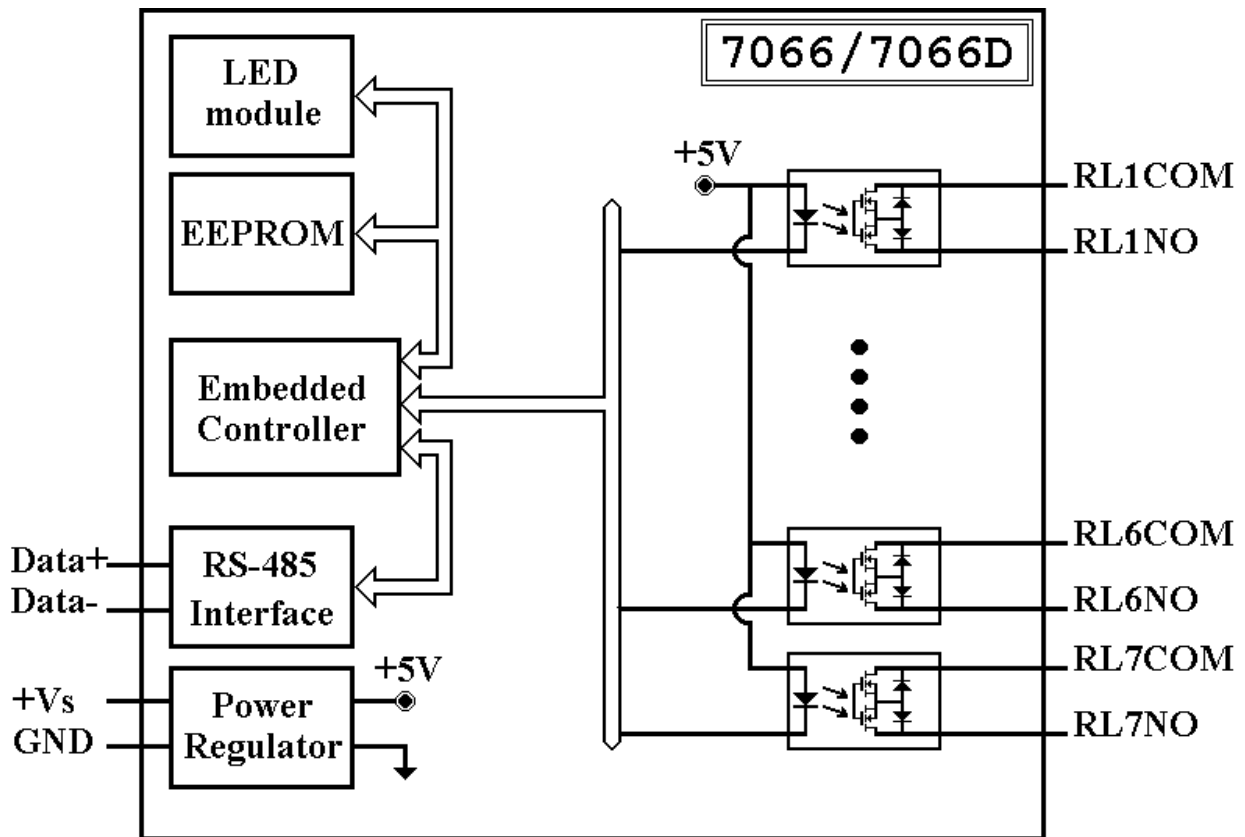 7066/7066D
LED
module
EEPROM
Embedded
Controller
RS-485
Interface
Power
Regulator
Data+
Data-
+Vs
GND
+5V
+5V
RL1COM
RL1NO
RL6COM
RL6NO
RL7COM
RL7NO